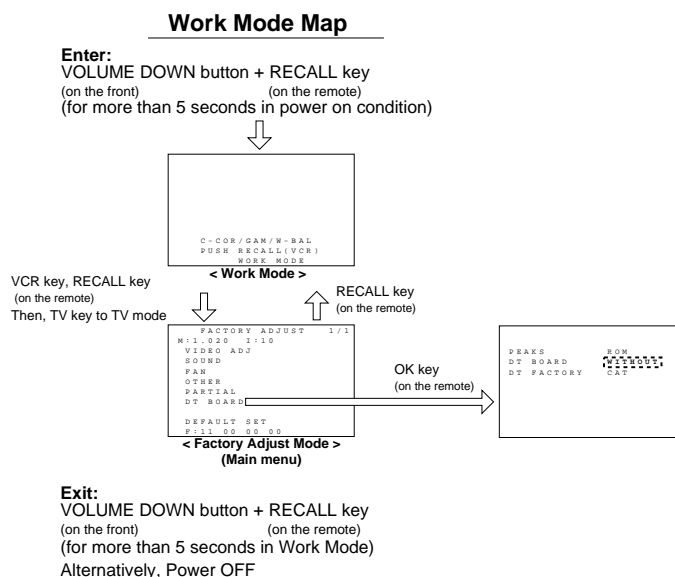 Work Mode Map
Enter:
VOLUME DOWN button + RECALL key
(on the front) (on the remote)
(for more than 5 seconds in power on condition)
C-COR/GAM/W-BAL
PUSH RECALL(VCR)
WORK MODE
< Work Mode >
VCR key, RECALL key
(on the remote)
Then, TV key to TV mode
RECALL key
(on the remote)
FACTORY ADJUST 1/1
M:1.020 I:10
VIDEO ADJ
SOUND
FAN
OTHER
PARTIAL
DT BOARD
DEFAULT SET
F:11 00 00 00
< Factory Adjust Mode >
(Main menu)
OK key
(on the remote)
PEAKS ROM
DT BOARD WITHOUT
DT FACTORY CAT
Exit:
VOLUME DOWN button + RECALL key
(on the front) (on the remote)
(for more than 5 seconds in Work Mode)
Alternatively, Power OFF